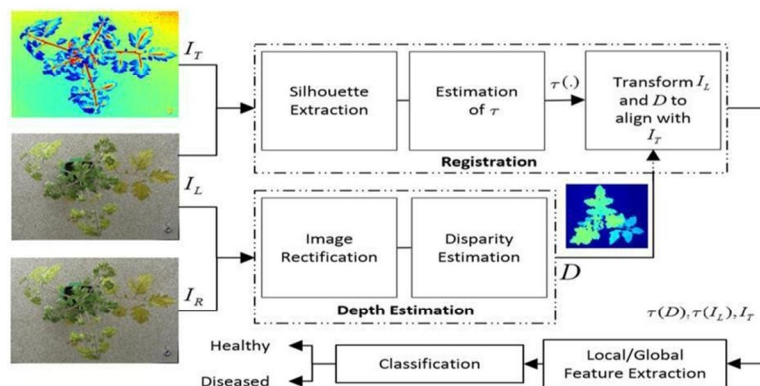 I_T
Silhouette
Extraction
Estimation
of τ
τ(.)
Transform I_L
and D to
align with
I_T
Registration
I_L
I_R
Image
Rectification
Disparity
Estimation
D
Depth Estimation
τ(D),τ(I_L),I_T
Healthy
Diseased
Classification
Local/Global
Feature Extraction